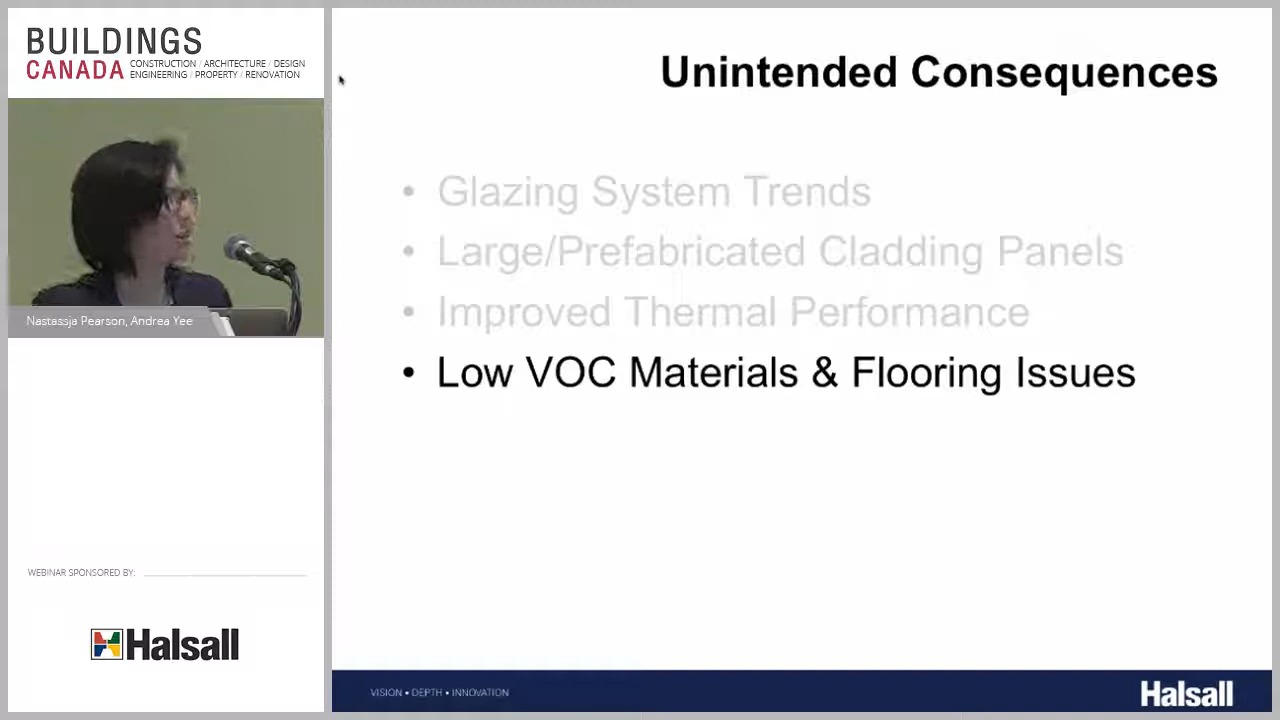 BUILDINGS
CANADA
CONSTRUCTION / ARCHITECTURE / DESIGN
ENGINEERING / PROPERTY / RENOVATION
Nastassja Pearson, Andrea Yee
WEBINAR SPONSORED BY:
Halsall
Unintended Consequences
• Glazing System Trends
• Large/Prefabricated Cladding Panels
• Improved Thermal Performance
• Low VOC Materials & Flooring Issues
VISION • DEPTH • INNOVATION
Halsall